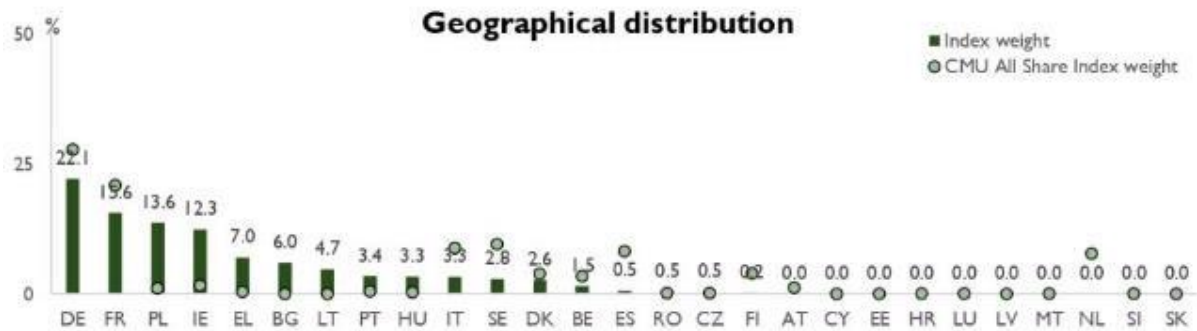 Geographical distribution
50 %
Index weight
CMU All Share Index weight
25
22.1 15.6 13.6 12.3 7.0 6.0 4.7 3.4 3.3 3.3 2.8 2.6 1.5 0.5 0.5 0.5 0.2 0.0 0.0 0.0 0.0 0.0 0.0 0.0 0.0 0.0 0.0
0
DE FR PL IE EL BG LT PT HU IT SE DK BE ES RO CZ FI AT CY EE HR LU LV MT NL SI SK